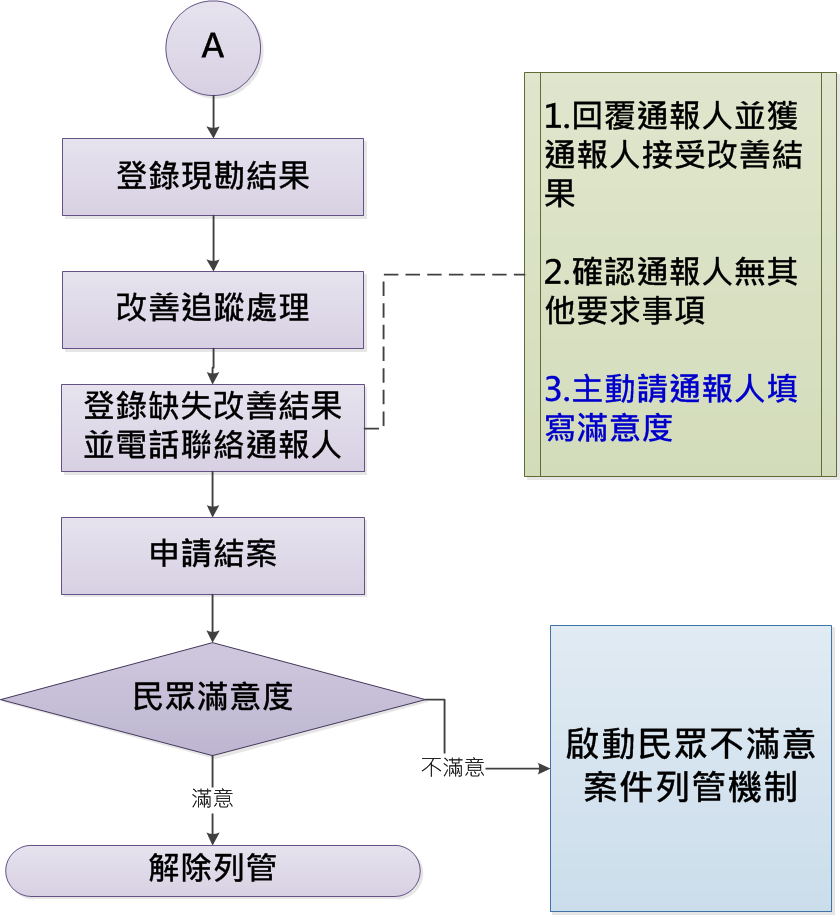 A
登錄現勘結果
改善追蹤處理
登錄缺失改善結果
並電話聯絡通報人
1.回覆通報人並獲
通報人接受改善結
果
2.確認通報人無其
他要求事項
3.主動請通報人填
寫滿意度
申請結案
民眾滿意度
不滿意
滿意
啟動民眾不滿意
案件列管機制
解除列管